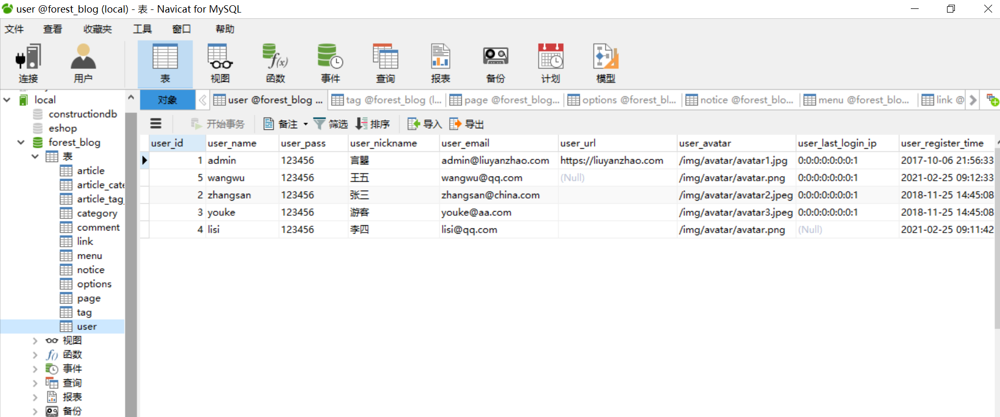 user @forest_blog (local) - 表 - Navicat for MySQL
文件 查看 收藏夹 工具 窗口 帮助
连接 用户 表 视图 函数 事件 查询 报表 备份 计划 模型
local
constructiondb
eshop
forest_blog
表
article
article_cate
article_tag_
category
comment
link
menu
notice
options
page
tag
user
视图
函数
事件
查询
报表
备份
对象 user @forest_blog ... tag @forest_blog (l... page @forest_blog... options @forest_bl... notice @forest_blo... menu @forest_blo... link @
开始事务 备注 筛选 排序 导入 导出
user_id user_name user_pass user_nickname user_email user_url user_avatar user_last_login_ip user_register_time
1 admin 123456 言曌 admin@liuyanzhao.com https://liuyanzhao.com /img/avatar/avatar1.jpg 0:0:0:0:0:0:0:1 2017-10-06 21:56:33
5 wangwu 123456 王五 wangwu@qq.com (Null) /img/avatar/avatar.png 0:0:0:0:0:0:0:1 2021-02-25 09:12:33
2 zhangsan 123456 张三 zhangsan@china.com /img/avatar/avatar2.jpeg 0:0:0:0:0:0:0:1 2018-11-25 14:45:08
3 youke 123456 游客 youke@aa.com /img/avatar/avatar3.jpeg 0:0:0:0:0:0:0:1 2018-11-25 14:45:08
4 lisi 123456 李四 lisi@qq.com /img/avatar/avatar.png (Null) 2021-02-25 09:11:42